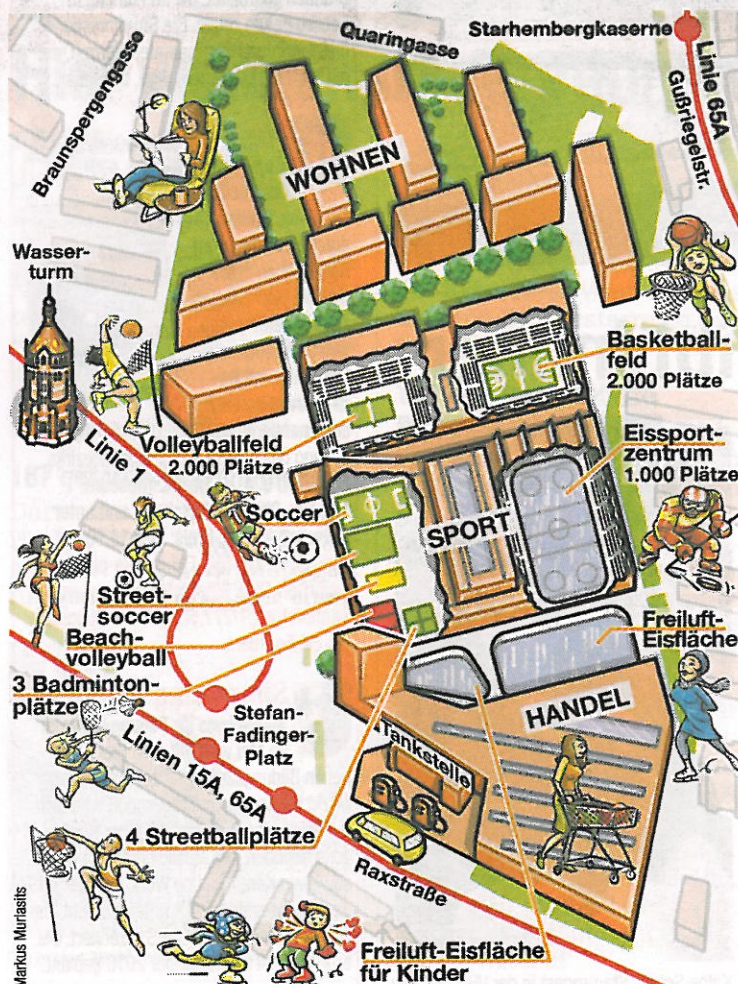 Quaringasse
Starhembergkaserne
Linie 65A
Gußriegelstr.
Braunspergengasse
WOHNEN
Wasser-
turm
Basketball-
feld
2.000 Plätze
Volleyballfeld
2.000 Plätze
Linie 1
Eissport-
zentrum
1.000 Plätze
Soccer
SPORT
Street-
soccer
Beach-
volleyball
Freiluft-
Eisfläche
3 Badminton-
plätze
HANDEL
Stefan-
Fadinger-
Platz
Tankstelle
Linien 15A, 65A
4 Streetballplätze
Raxstraße
Freiluft-Eisfläche
für Kinder
Markus Murlasits